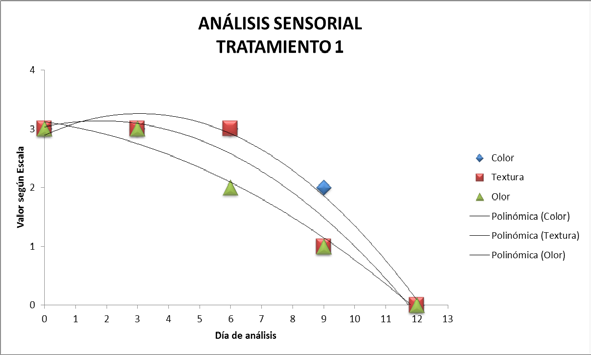 ANÁLISIS SENSORIAL
TRATAMIENTO 1
4
3
2
1
0
Valor según Escala
0 1 2 3 4 5 6 7 8 9 10 11 12 13
Día de análisis
Color
Textura
Olor
Polinómica (Color)
Polinómica (Textura)
Polinómica (Olor)